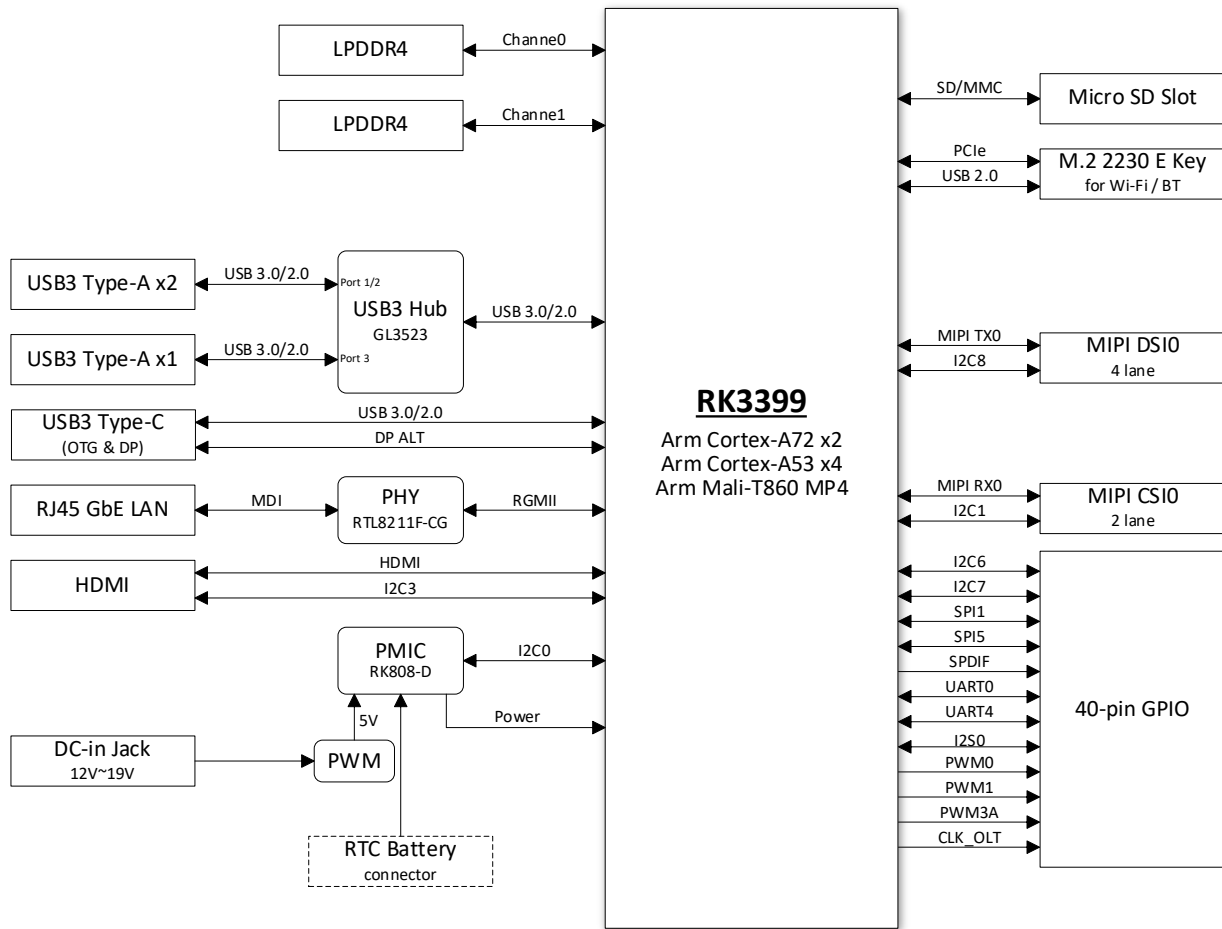 LPDDR4
Channe0
LPDDR4
Channe1
USB3 Type-A x2
USB 3.0/2.0
Port 1/2
USB3 Hub
GL3523
USB 3.0/2.0
USB3 Type-A x1
USB 3.0/2.0
Port 3
USB3 Type-C
(OTG & DP)
USB 3.0/2.0
DP ALT
RJ45 GbE LAN
MDI
PHY
RTL8211F-CG
RGMII
HDMI
HDMI
I2C3
PMIC
RK808-D
I2C0
Power
5V
DC-in Jack
12V~19V
PWM
RTC Battery
connector
RK3399
Arm Cortex-A72 x2
Arm Cortex-A53 x4
Arm Mali-T860 MP4
SD/MMC
Micro SD Slot
PCIe
USB 2.0
M.2 2230 E Key
for Wi-Fi / BT
MIPI TX0
I2C8
MIPI DSI0
4 lane
MIPI RX0
I2C1
MIPI CSI0
2 lane
I2C6
I2C7
SPI1
SPI5
SPDIF
UART0
UART4
I2S0
PWM0
PWM1
PWM3A
CLK_OLT
40-pin GPIO